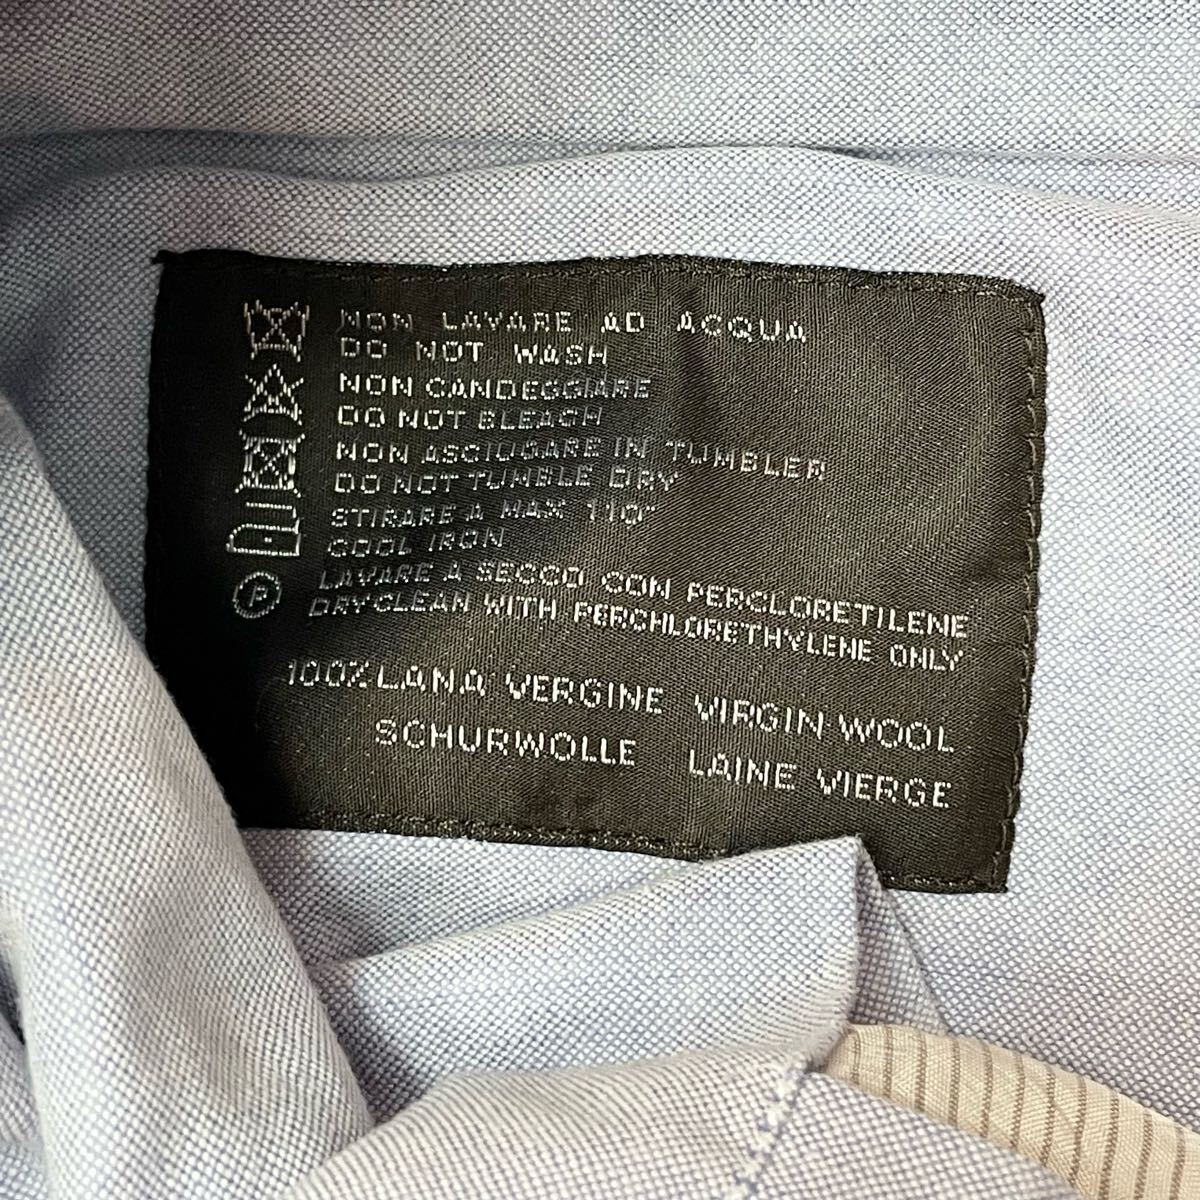 NON LAVARE AD ACQUA
DO NOT WASH
NON CANDEGGIARE
DO NOT BLEACH
NON ASCIUGARE IN TUMBLER
DO NOT TUMBLE DRY
STIRARE A MAX 110°
COOL IRON
P LAVARE A SECCO CON PERCLORETILENE
DRYCLEAN WITH PERCHLORETHYLENE ONLY
100% LANA VERGINE VIRGIN WOOL
SCHURWOLLE LAINE VIERGE